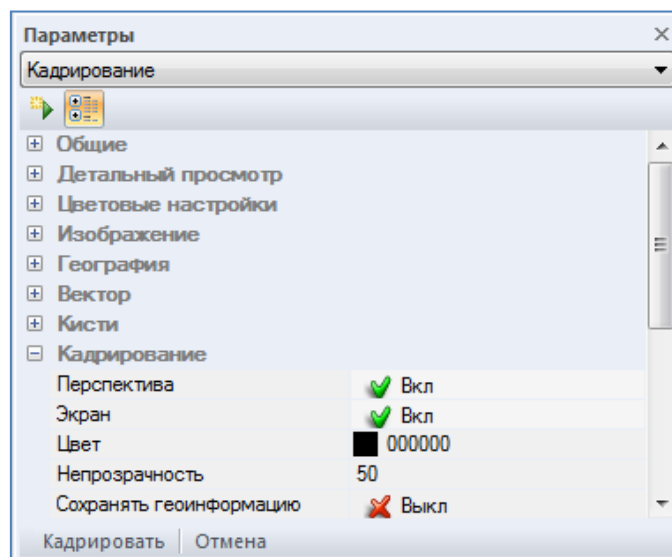 Параметры
Кадрирование
Общие
Детальный просмотр
Цветовые настройки
Изображение
География
Вектор
Кисти
Кадрирование
Перспектива Вкл
Экран Вкл
Цвет 000000
Непрозрачность 50
Сохранять геоинформацию Выкл
Кадрировать Отмена